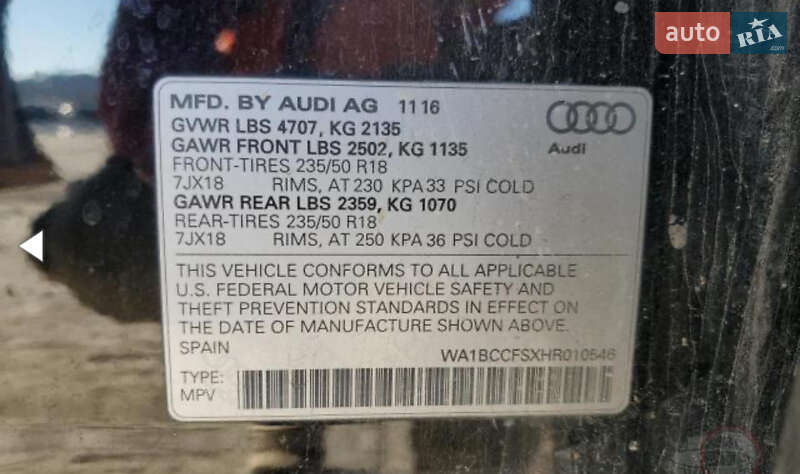 auto RIA
.com
MFD. BY AUDI AG 11 16
GVWR LBS 4707, KG 2135
GAWR FRONT LBS 2502, KG 1135
Audi
FRONT-TIRES 235/50 R18
7JX18 RIMS, AT 230 KPA 33 PSI COLD
GAWR REAR LBS 2359, KG 1070
REAR-TIRES 235/50 R18
7JX18 RIMS, AT 250 KPA 36 PSI COLD
THIS VEHICLE CONFORMS TO ALL APPLICABLE
U.S. FEDERAL MOTOR VEHICLE SAFETY AND
THEFT PREVENTION STANDARDS IN EFFECT ON
THE DATE OF MANUFACTURE SHOWN ABOVE.
SPAIN WA1BCCFSXHR010546
TYPE:
MPV